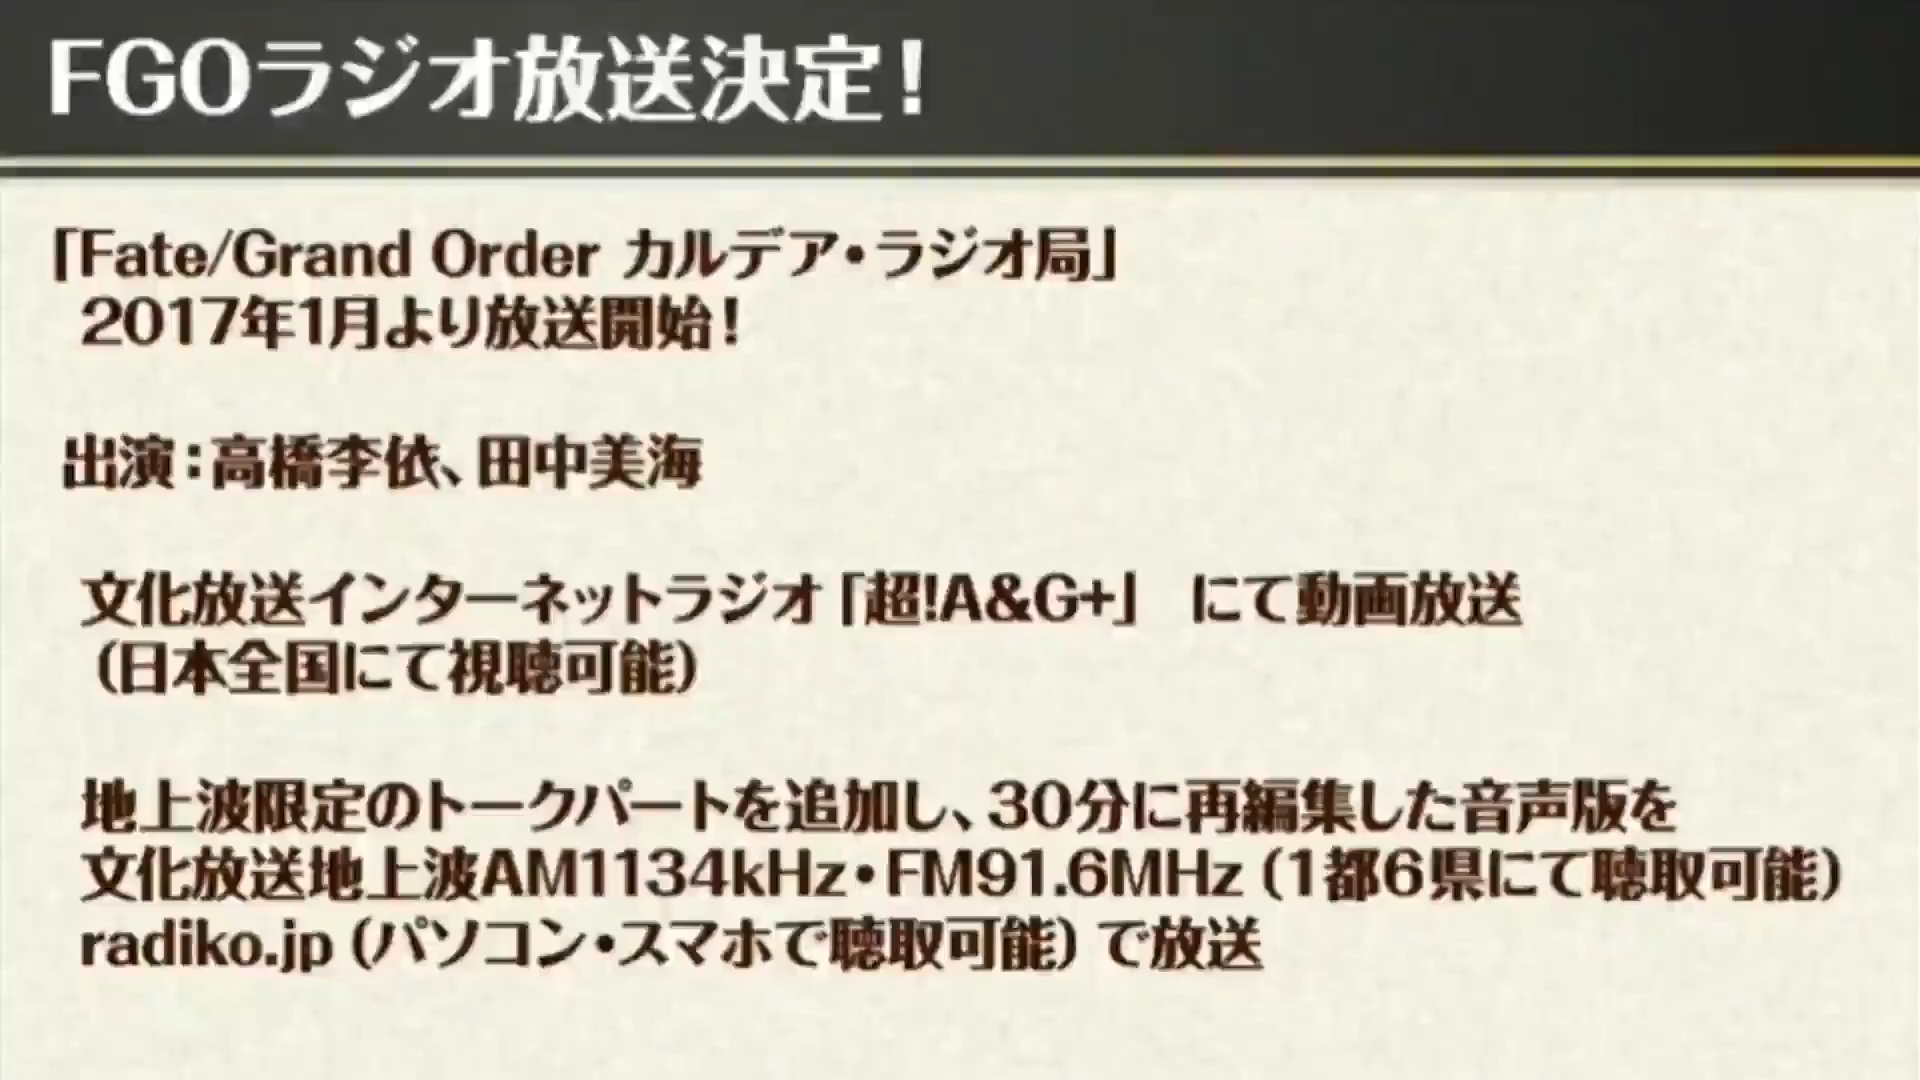 FGOラジオ放送決定!
「Fate/Grand Order カルデア・ラジオ局」
2017年1月より放送開始!
出演:高橋李依、田中美海
文化放送インターネットラジオ「超!A&G+」 にて動画放送
(日本全国にて視聴可能)
地上波限定のトークパートを追加し、30分に再編集した音声版を
文化放送地上波AM1134kHz・FM91.6MHz(1都6県にて聴取可能)
radiko.jp(パソコン・スマホで聴取可能)で放送